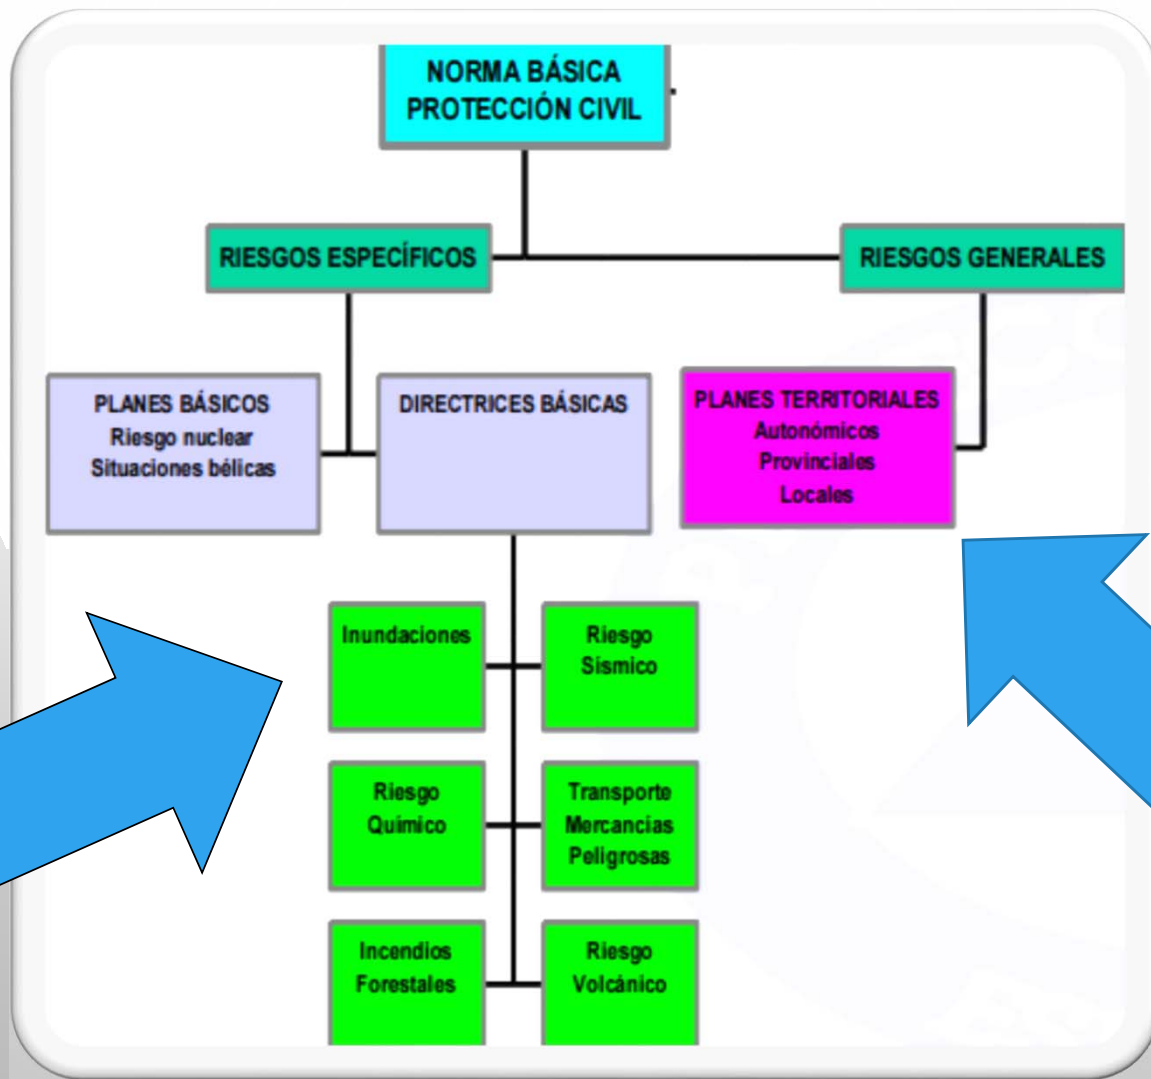 NORMA BÁSICA
PROTECCIÓN CIVIL
RIESGOS ESPECÍFICOS
RIESGOS GENERALES
PLANES BÁSICOS
Riesgo nuclear
Situaciones bélicas
DIRECTRICES BÁSICAS
PLANES TERRITORIALES
Autonómicos
Provinciales
Locales
Inundaciones
Riesgo
Sísmico
Riesgo
Químico
Transporte
Mercancías
Peligrosas
Incendios
Forestales
Riesgo
Volcánico